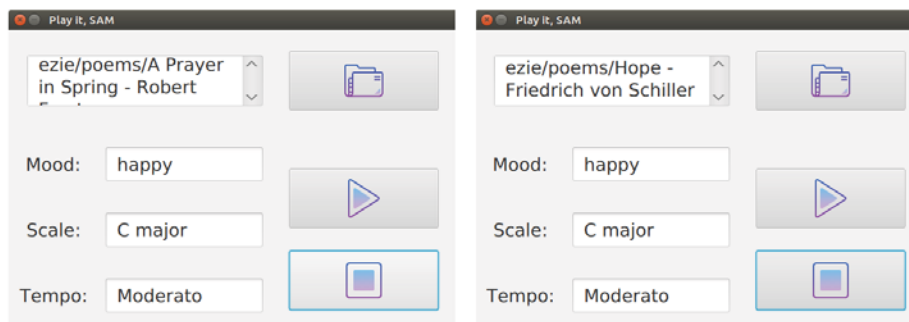 Play it, SAM
ezie/poems/A Prayer
in Spring - Robert
Mood: happy
Scale: C major
Tempo: Moderato
Play it, SAM
ezie/poems/Hope -
Friedrich von Schiller
Mood: happy
Scale: C major
Tempo: Moderato